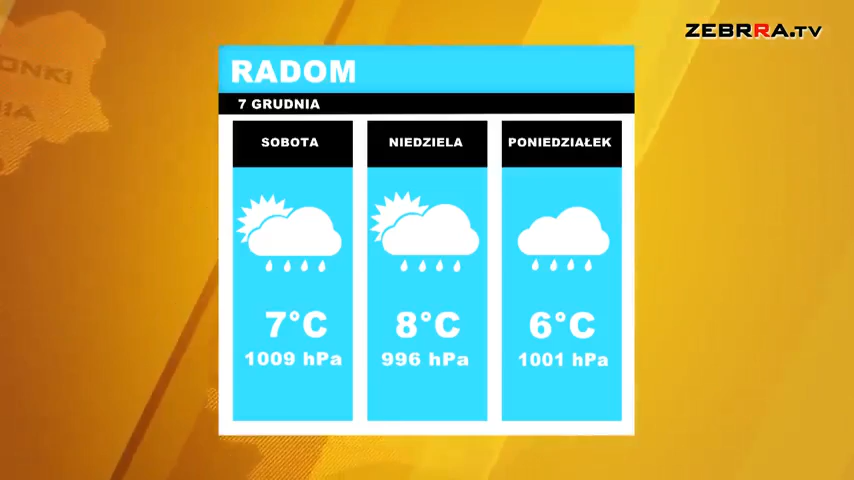 ZEBRRA.TV
RADOM
7 GRUDNIA
SOBOTA
7°C
1009 hPa
NIEDZIELA
8°C
996 hPa
PONIEDZIAŁEK
6°C
1001 hPa